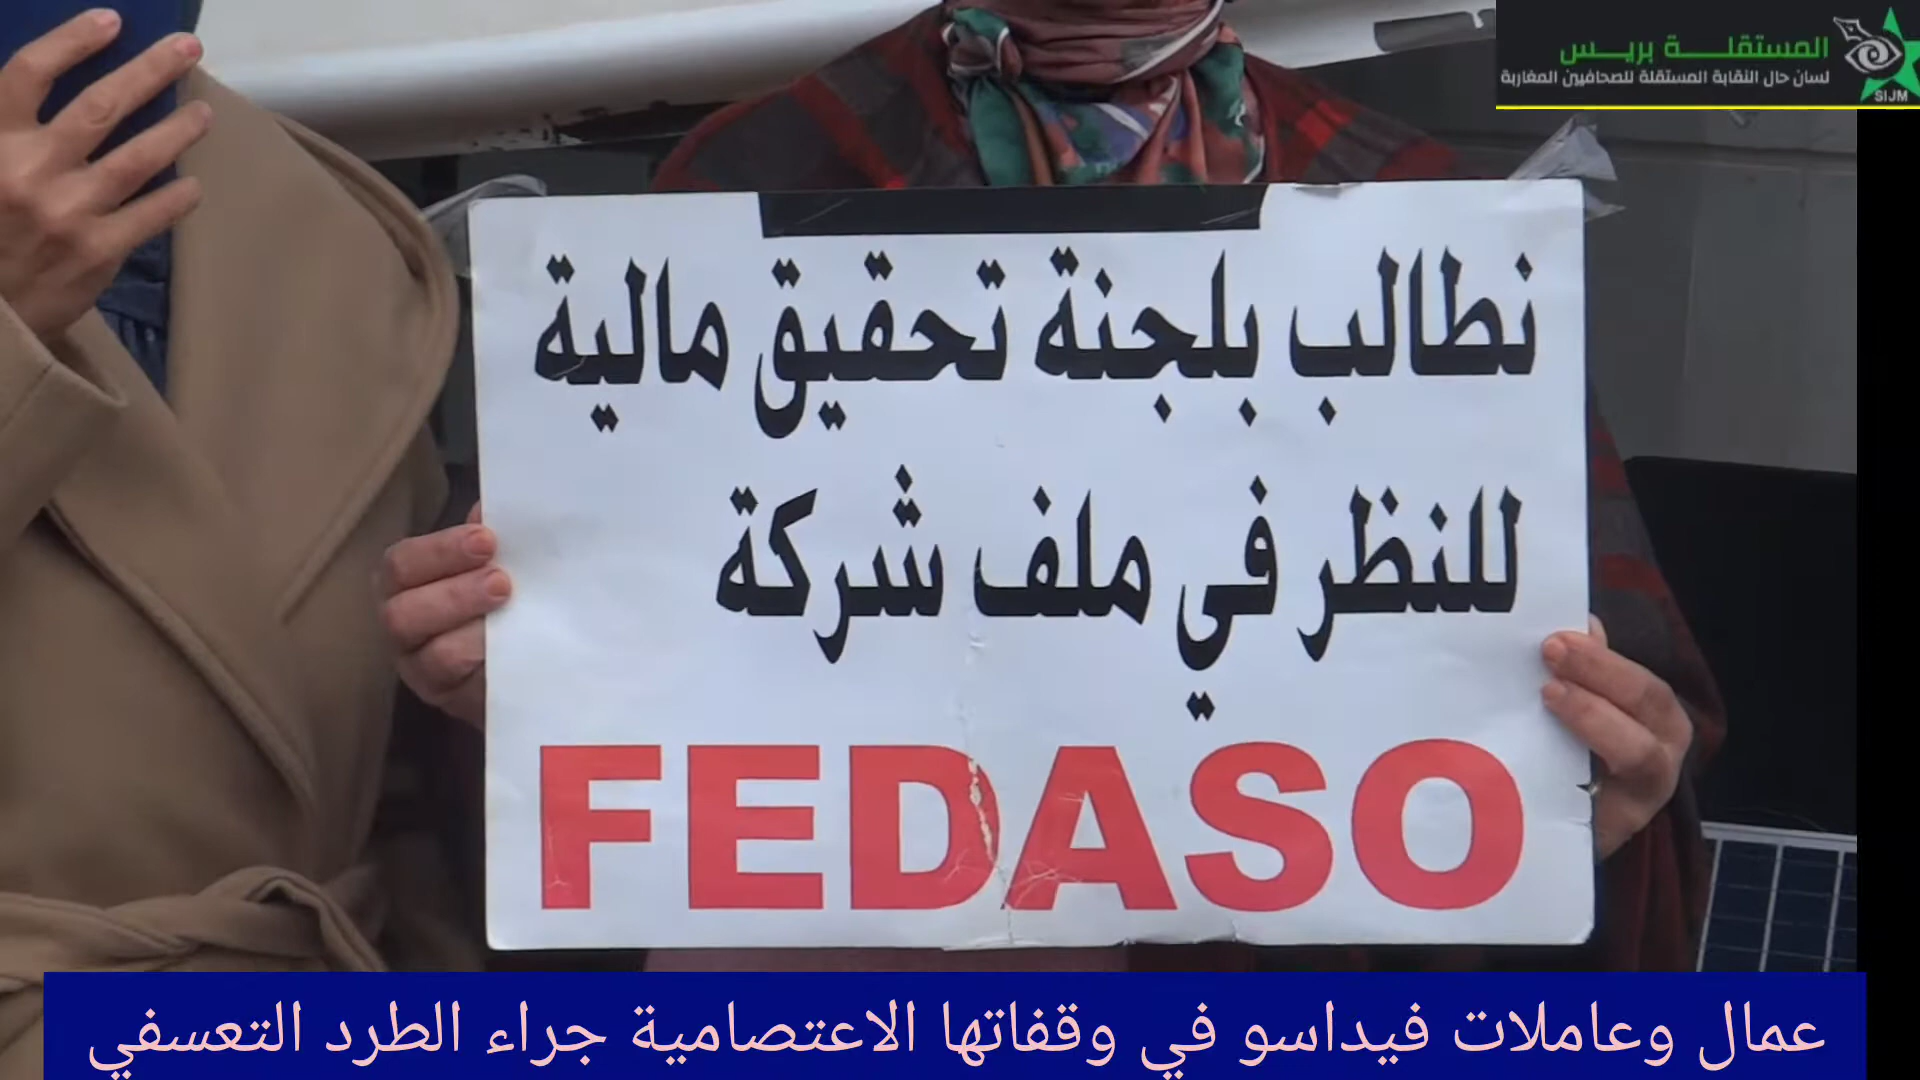 المستقلة بريس
لسان حال النقابة المستقلة للصحافيين المغاربة
SIJM
نطالب بلجنة تحقيق مالية
للنظر في ملف شركة
FEDASO
عمال وعاملات فيداسو في وقفاتها الاعتصامية جراء الطرد التعسفي